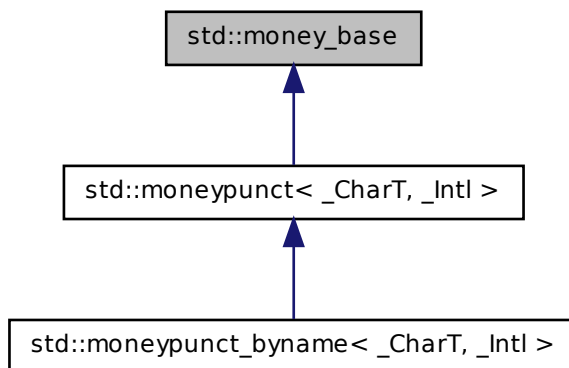 std::money_base
std::moneypunct< _CharT, _Intl >
std::moneypunct_byname< _CharT, _Intl >